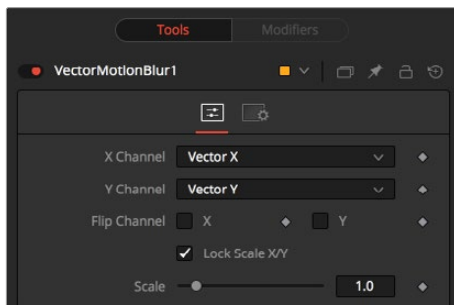 Tools Modifiers
VectorMotionBlur1
X Channel Vector X
Y Channel Vector Y
Flip Channel X Y
Lock Scale X/Y
Scale 1.0